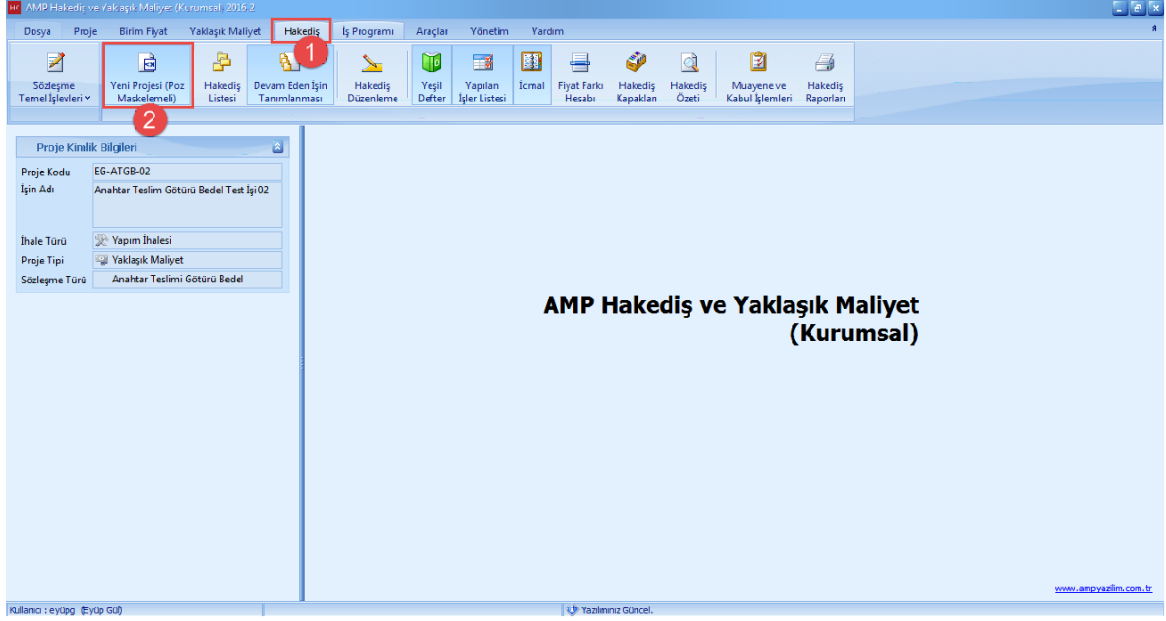 AMP Hakediş ve Yaklaşık Maliyet (Kurumsal) 2016.2
Dosya Proje Birim Fiyat Yaklaşık Maliyet Hakediş İş Programı Araçlar Yönetim Yardım
1
Sözleşme
Temel İşlevleri
Yeni Projesi (Poz
Maskelemeli)
Hakediş
Listesi
Devam Eden İşin
Tanımlanması
Hakediş
Düzenleme
Yeşil
Defter
Yapılan
İşler Listesi
İcmal
Fiyat Farkı
Hesabı
Hakediş
Kapakları
Hakediş
Özeti
Muayene ve
Kabul İşlemleri
Hakediş
Raporları
2
Proje Kimlik Bilgileri
Proje Kodu EG-ATGB-02
İşin Adı Anahtar Teslim Götürü Bedel Test İşi 02
İhale Türü Yapım İhalesi
Proje Tipi Yaklaşık Maliyet
Sözleşme Türü Anahtar Teslimi Götürü Bedel
AMP Hakediş ve Yaklaşık Maliyet
(Kurumsal)
www.ampyazilim.com.tr
Kullanıcı : eyüpg (Eyüp Gül) Yazılımınız Güncel.